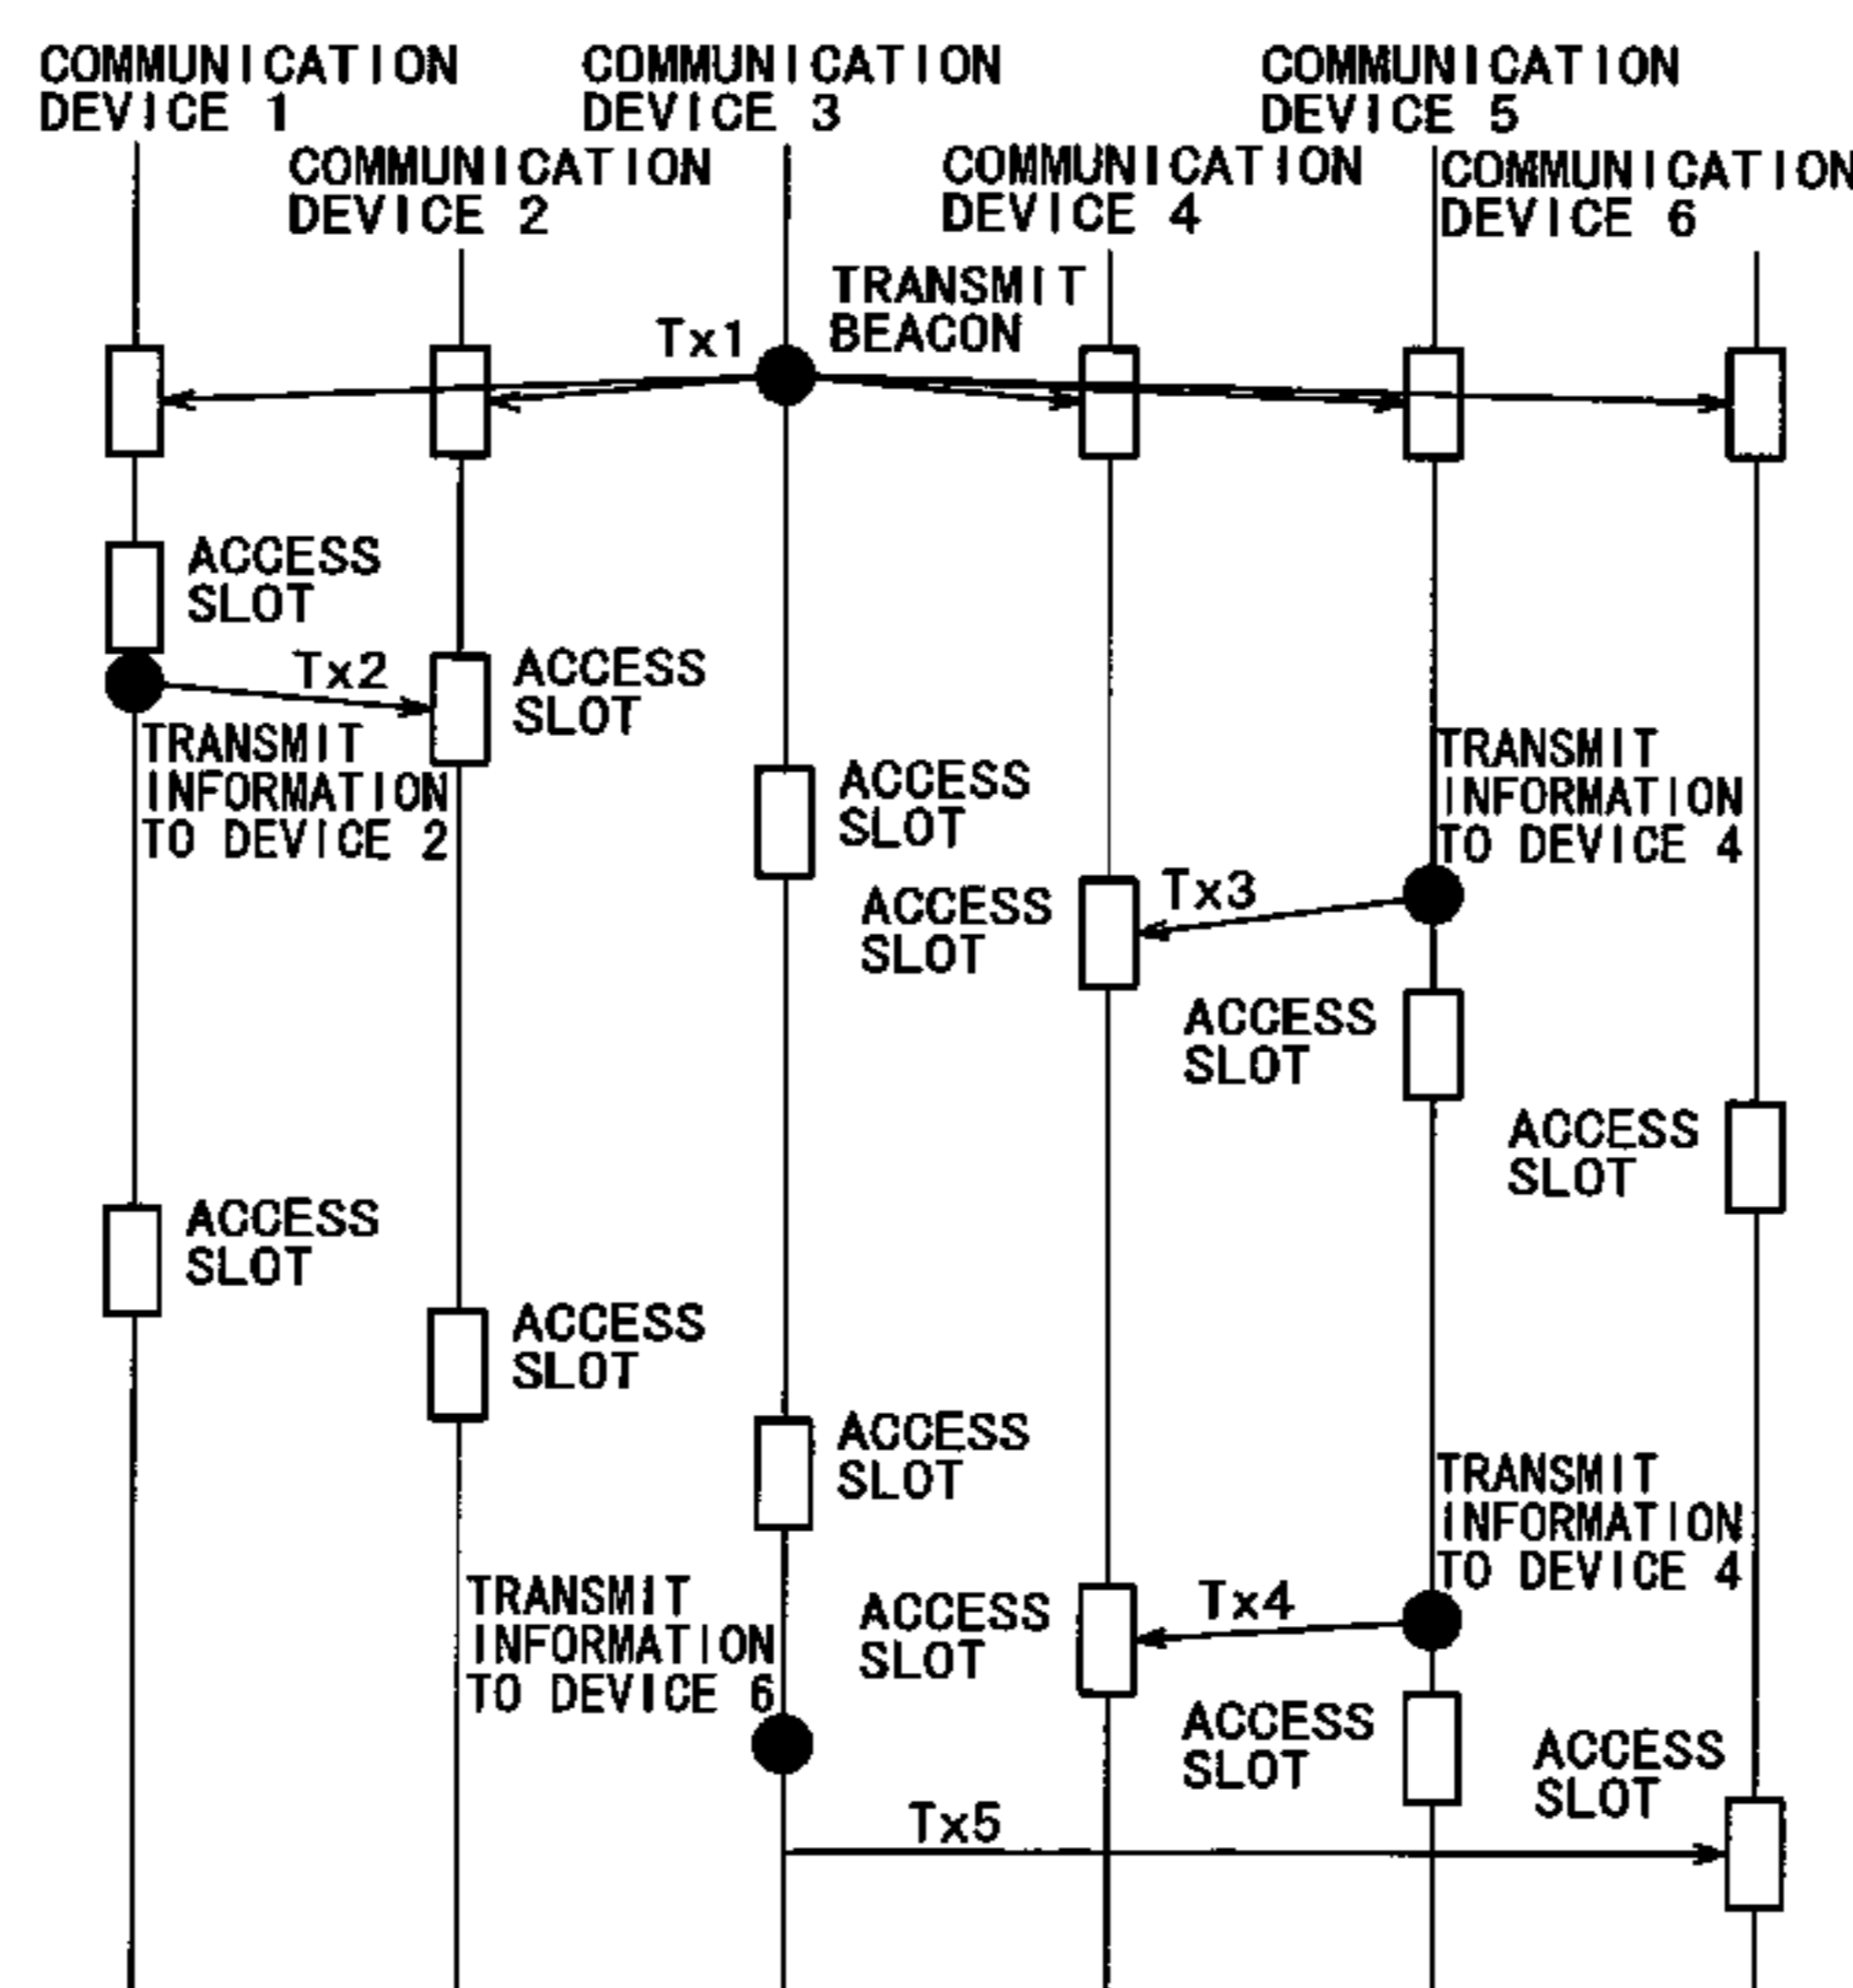 COMMUNICATION
DEVICE 1
COMMUNICATION
DEVICE 3
COMMUNICATION
DEVICE 5
COMMUNICATION
DEVICE 2
COMMUNICATION
DEVICE 4
COMMUNICATION
DEVICE 6
Tx1
TRANSMIT
BEACON
ACCESS
SLOT
Tx2
ACCESS
SLOT
TRANSMIT
INFORMATION
TO DEVICE 2
ACCESS
SLOT
TRANSMIT
INFORMATION
TO DEVICE 4
ACCESS
SLOT
Tx3
ACCESS
SLOT
ACCESS
SLOT
ACCESS
SLOT
ACCESS
SLOT
ACCESS
SLOT
TRANSMIT
INFORMATION
TO DEVICE 4
TRANSMIT
INFORMATION
TO DEVICE 6
ACCESS
SLOT
Tx4
ACCESS
SLOT
ACCESS
SLOT
Tx5